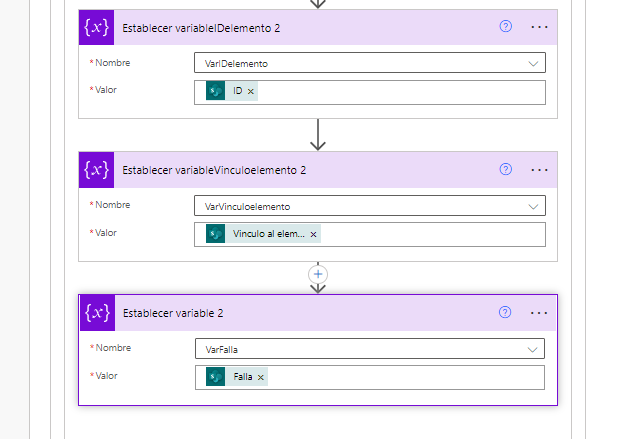 {x} Establecer variableIDelemento 2
* Nombre VarIDelemento
* Valor ID ×
{x} Establecer variableVinculoelemento 2
* Nombre VarVinculoelemento
* Valor Vínculo al elem... ×
{x} Establecer variable 2
* Nombre VarFalla
* Valor Falla ×